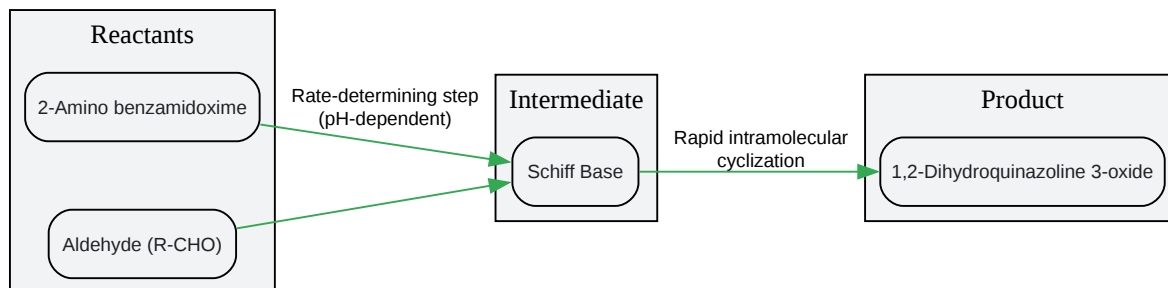 Reactants
2-Amino benzamidoxime
Aldehyde (R-CHO)
Rate-determining step
(pH-dependent)
Intermediate
Schiff Base
Rapid intramolecular
cyclization
Product
1,2-Dihydroquinazoline 3-oxide